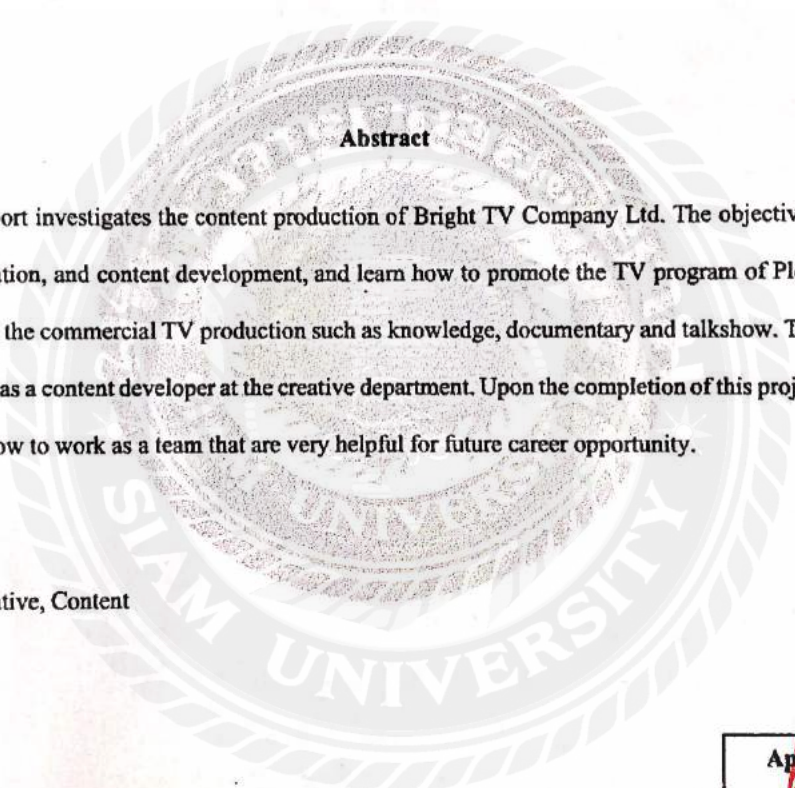 Abstract
ort investigates the content production of Bright TV Company Ltd. The objectiv
tion, and content development, and learn how to promote the TV program of Pl
the commercial TV production such as knowledge, documentary and talkshow. T
as a content developer at the creative department. Upon the completion of this proj
ow to work as a team that are very helpful for future career opportunity.
tive, Content
SIAM UNIVERSITY
Ap